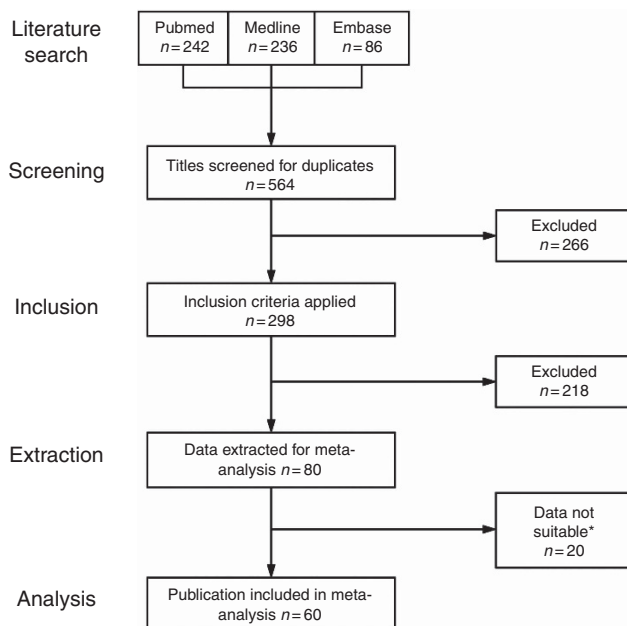 Literature
search
Pubmed
n=242
Medline
n=236
Embase
n=86
Screening
Titles screened for duplicates
n=564
Excluded
n=266
Inclusion
Inclusion criteria applied
n=298
Excluded
n=218
Extraction
Data extracted for meta-
analysis n=80
Data not
suitable*
n=20
Analysis
Publication included in meta-
analysis n=60